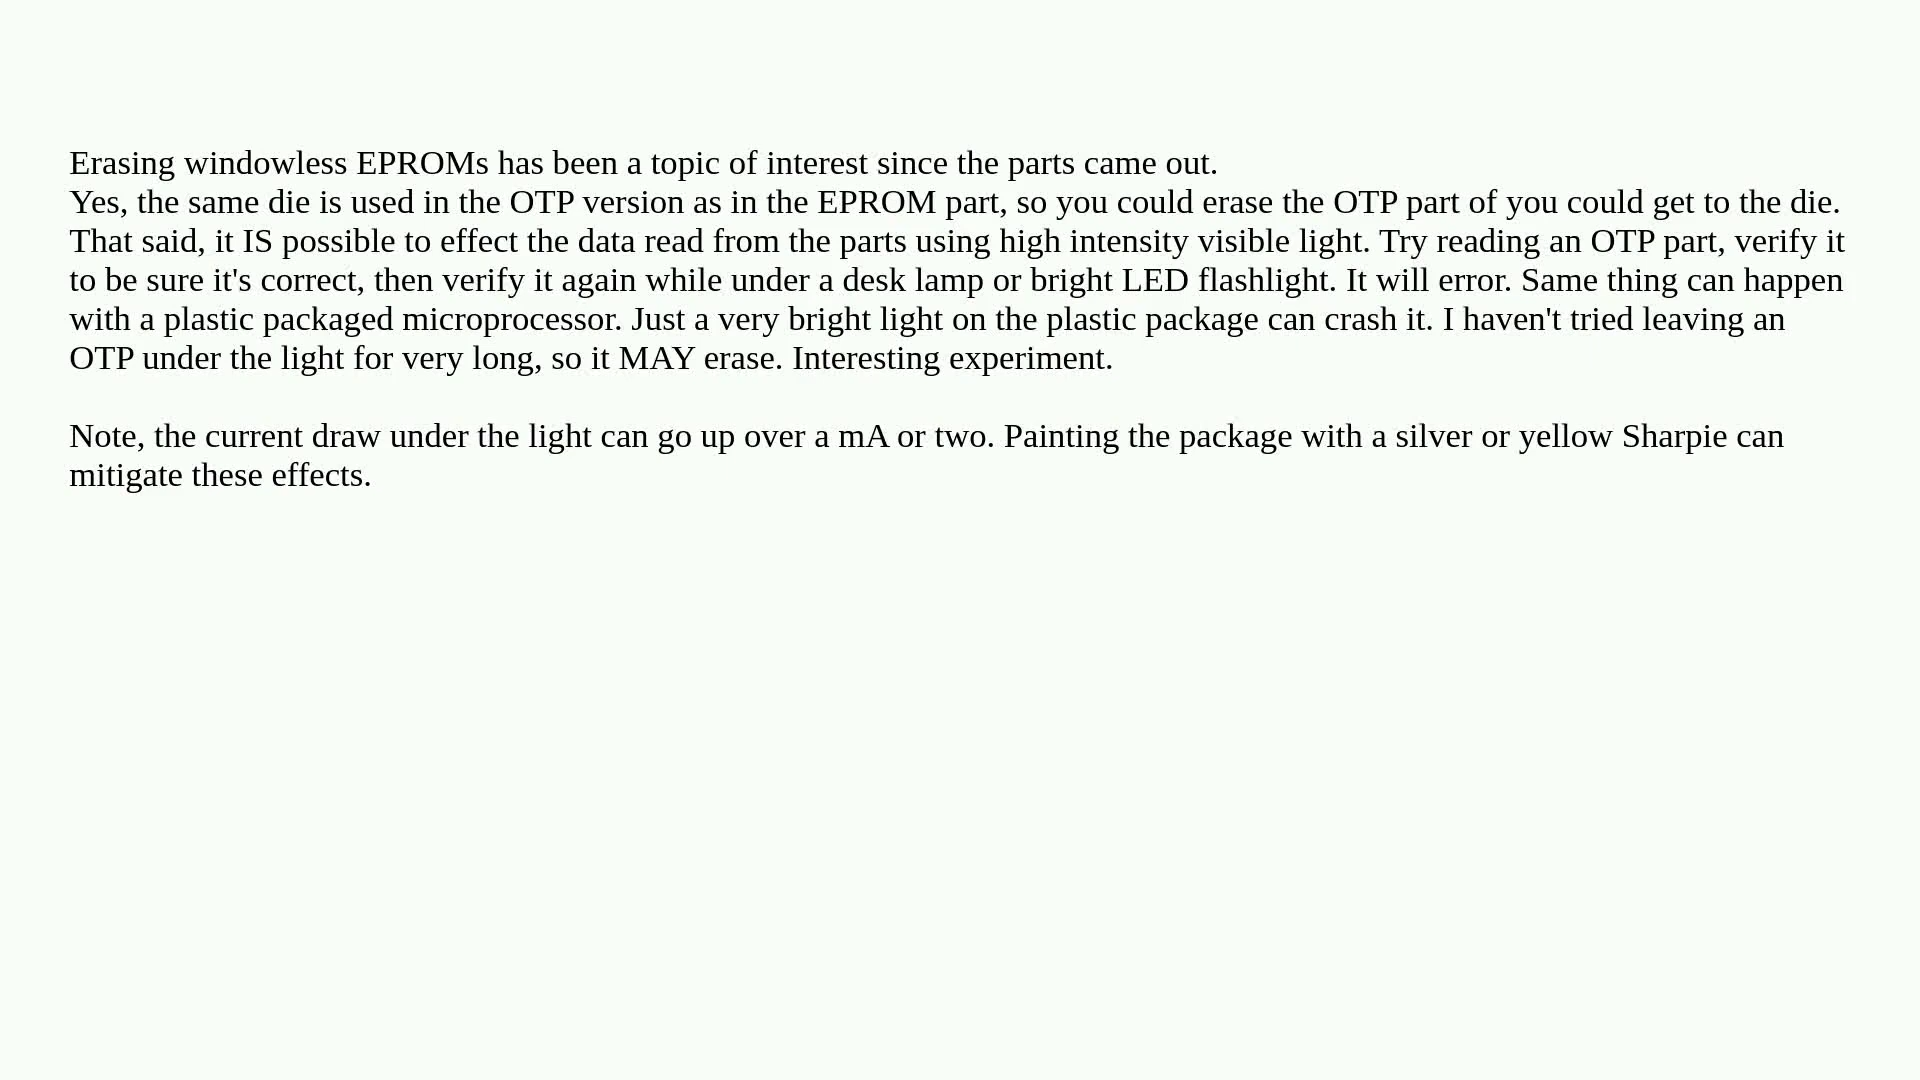 Erasing windowless EPROMs has been a topic of interest since the parts came out.
Yes, the same die is used in the OTP version as in the EPROM part, so you could erase the OTP part of you could get to the die.
That said, it IS possible to effect the data read from the parts using high intensity visible light. Try reading an OTP part, verify it
to be sure it's correct, then verify it again while under a desk lamp or bright LED flashlight. It will error. Same thing can happen
with a plastic packaged microprocessor. Just a very bright light on the plastic package can crash it. I haven't tried leaving an
OTP under the light for very long, so it MAY erase. Interesting experiment.

Note, the current draw under the light can go up over a mA or two. Painting the package with a silver or yellow Sharpie can
mitigate these effects.